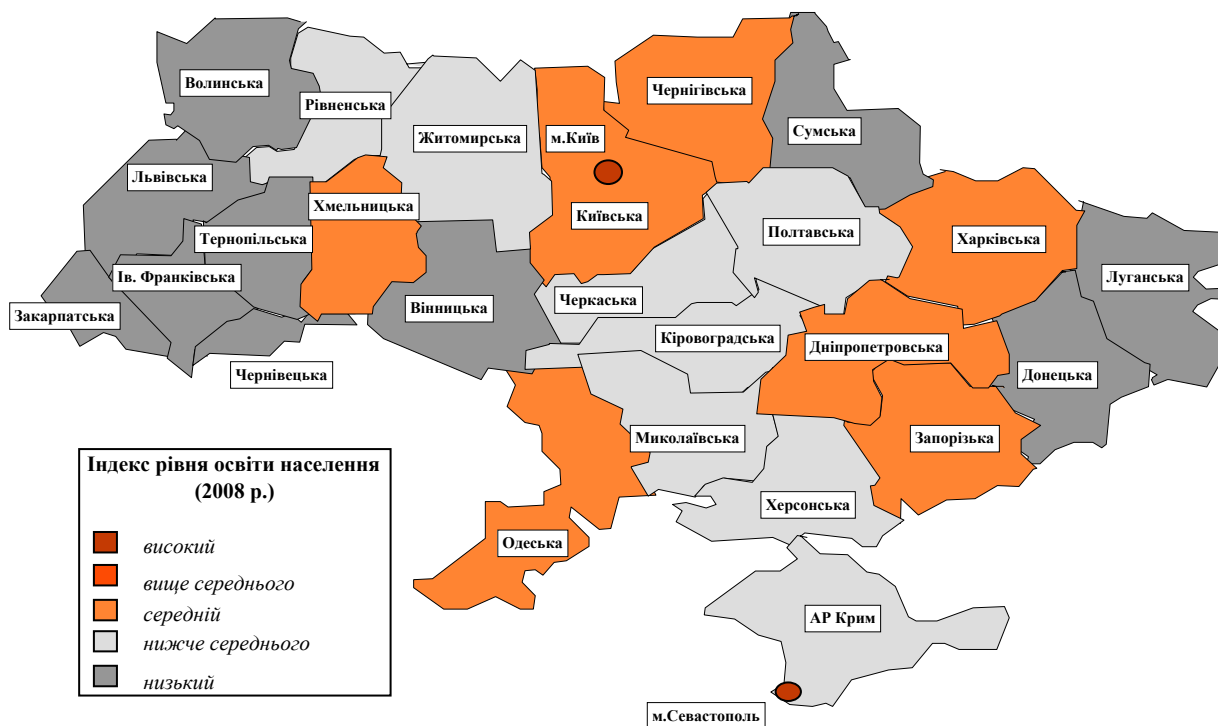 Волинська
Рівненська
Житомирська
м.Київ
Чернігівська
Сумська
Львівська
Хмельницька
Київська
Полтавська
Харківська
Тернопільська
Ів. Франківська
Луганська
Закарпатська
Вінницька
Черкаська
Кіровоградська
Дніпропетровська
Чернівецька
Донецька
Миколаївська
Запорізька
Херсонська
Одеська
АР Крим
м.Севастополь
Індекс рівня освіти населення
(2008 р.)
високий
вище середнього
середній
нижче середнього
низький